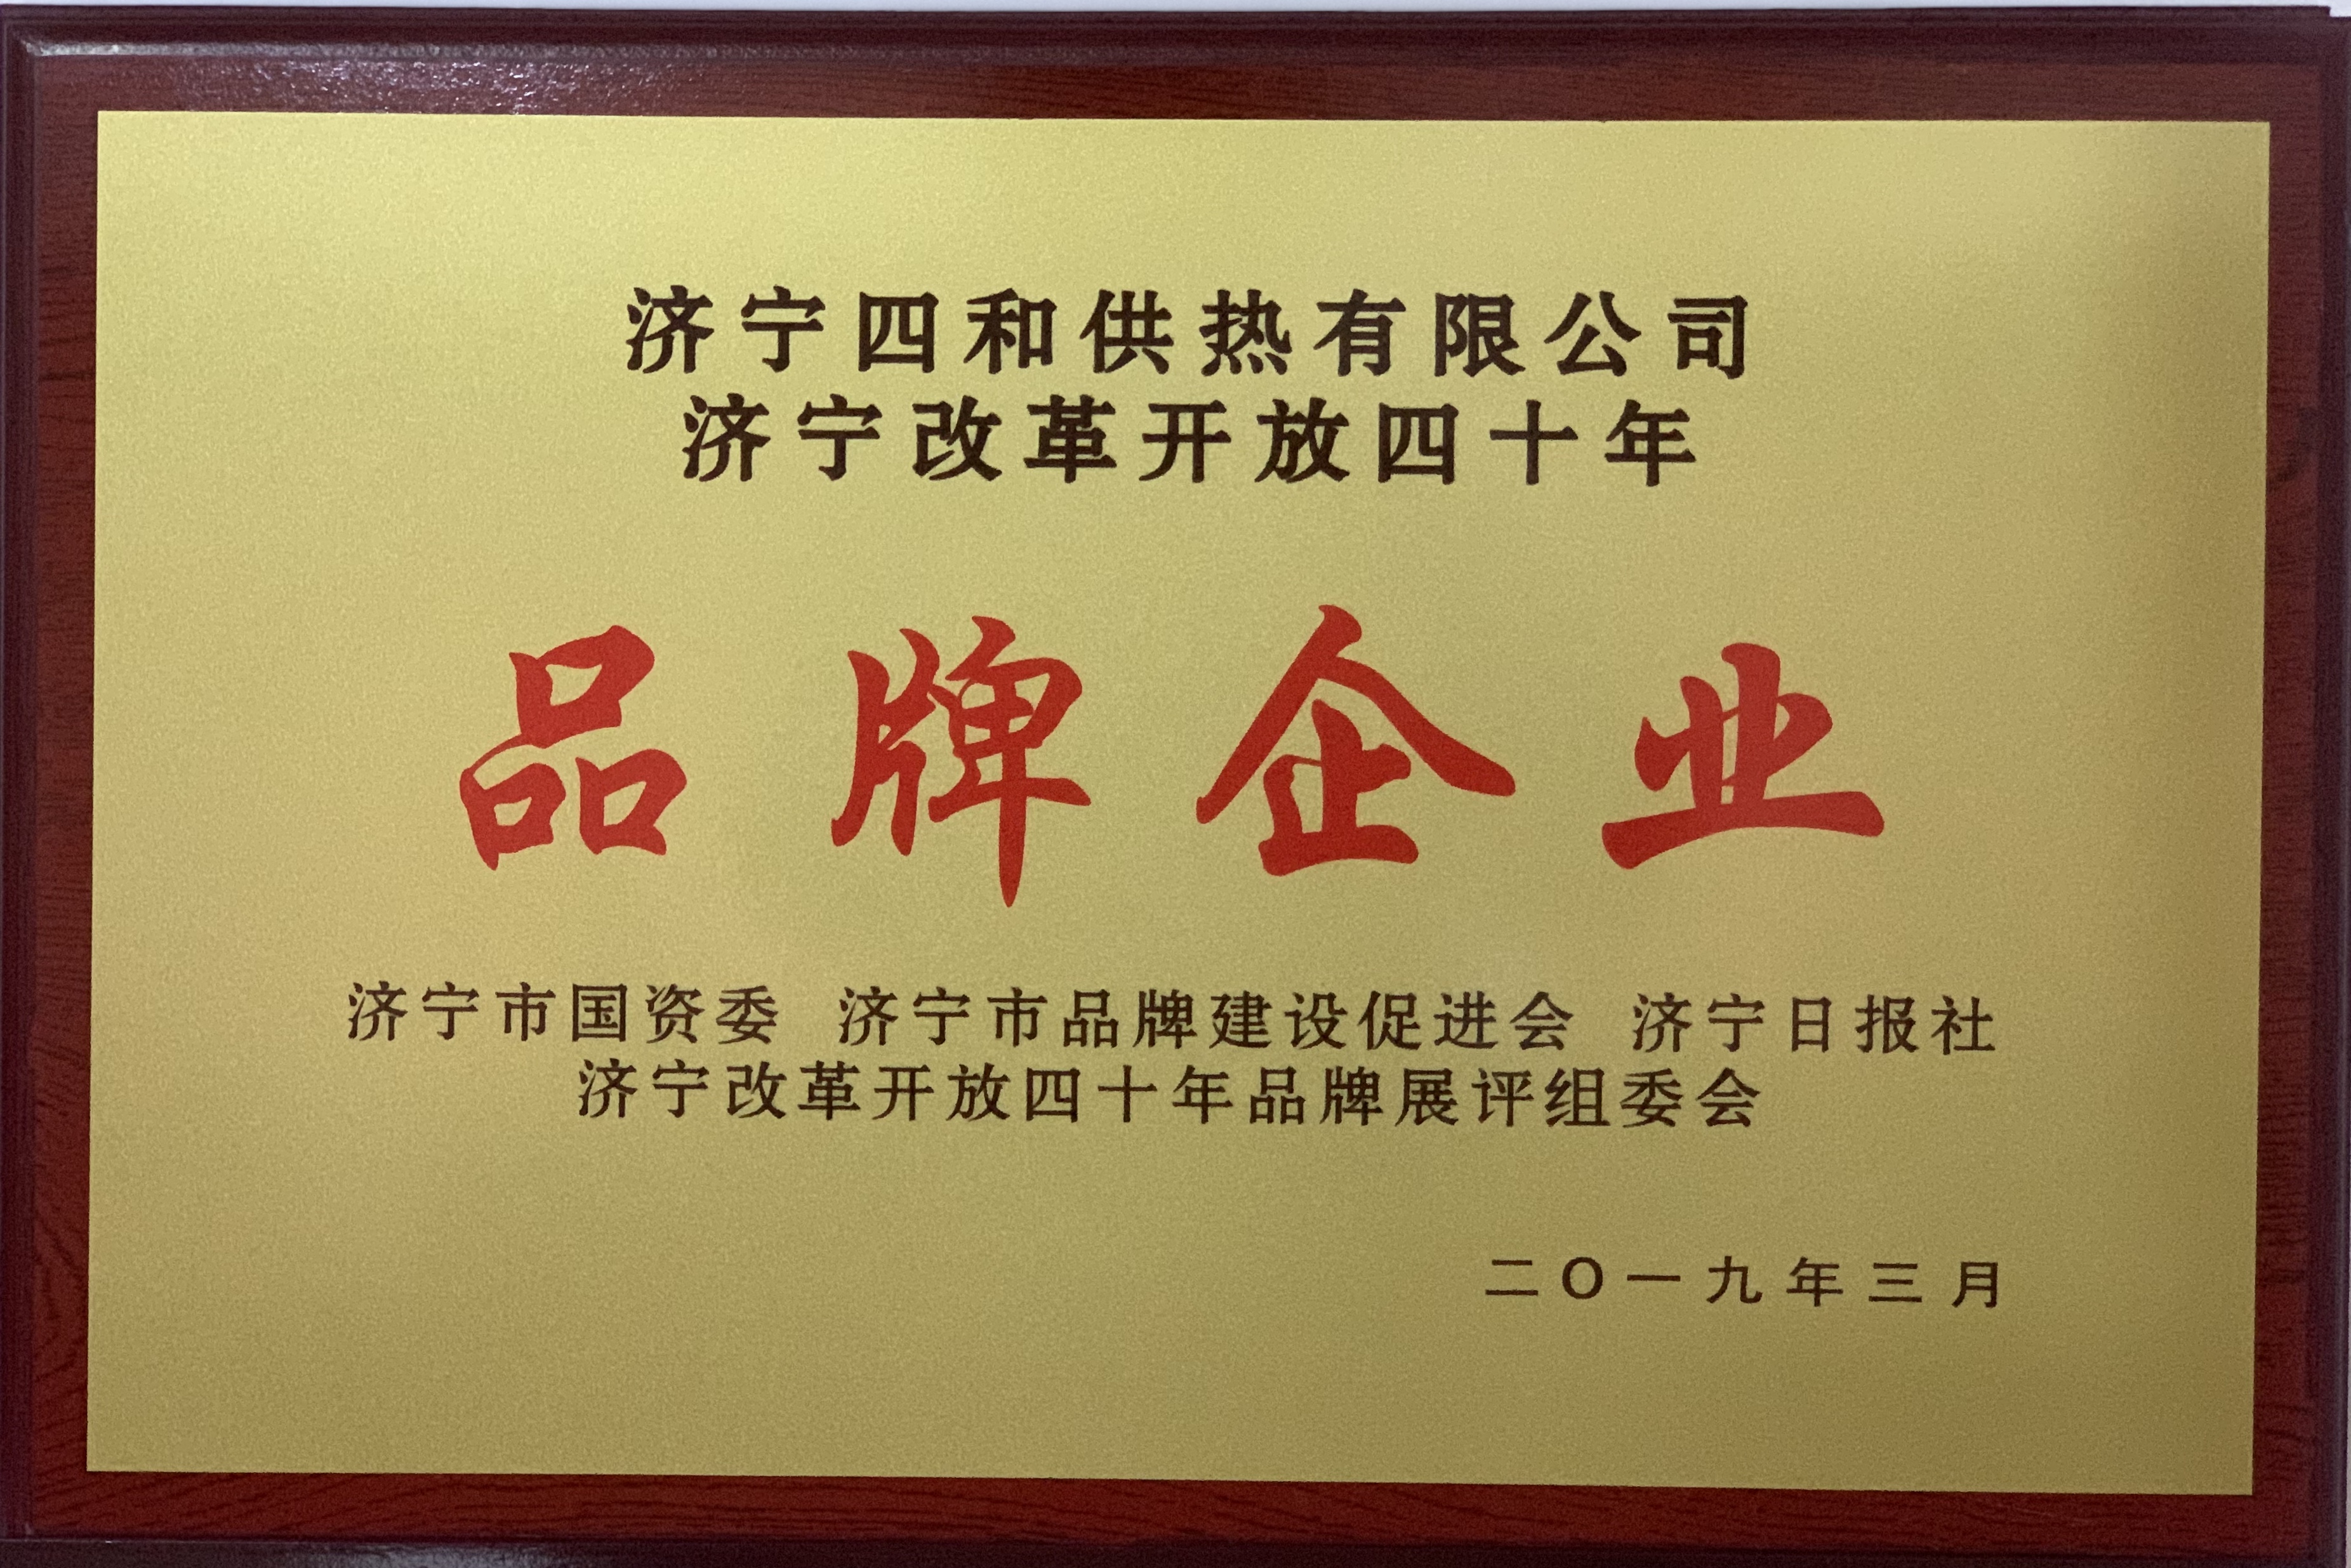 济宁四和供热有限公司
济宁改革开放四十年
品牌企业
济宁市国资委 济宁市品牌建设促进会 济宁日报社
济宁改革开放四十年品牌展评组委会
二〇一九年三月